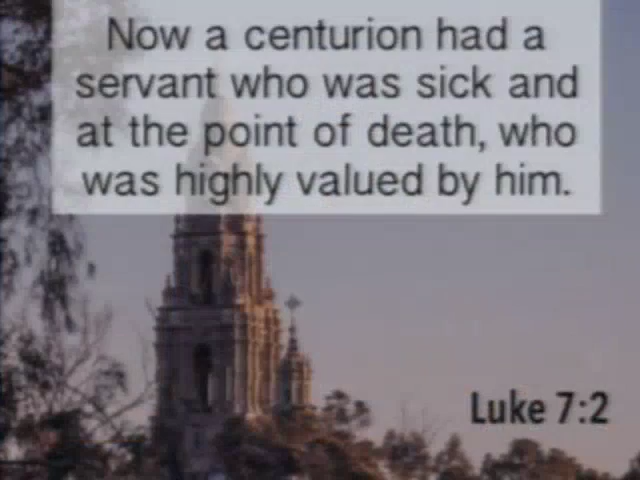 Now a centurion had a
servant who was sick and
at the point of death, who
was highly valued by him.
Luke 7:2